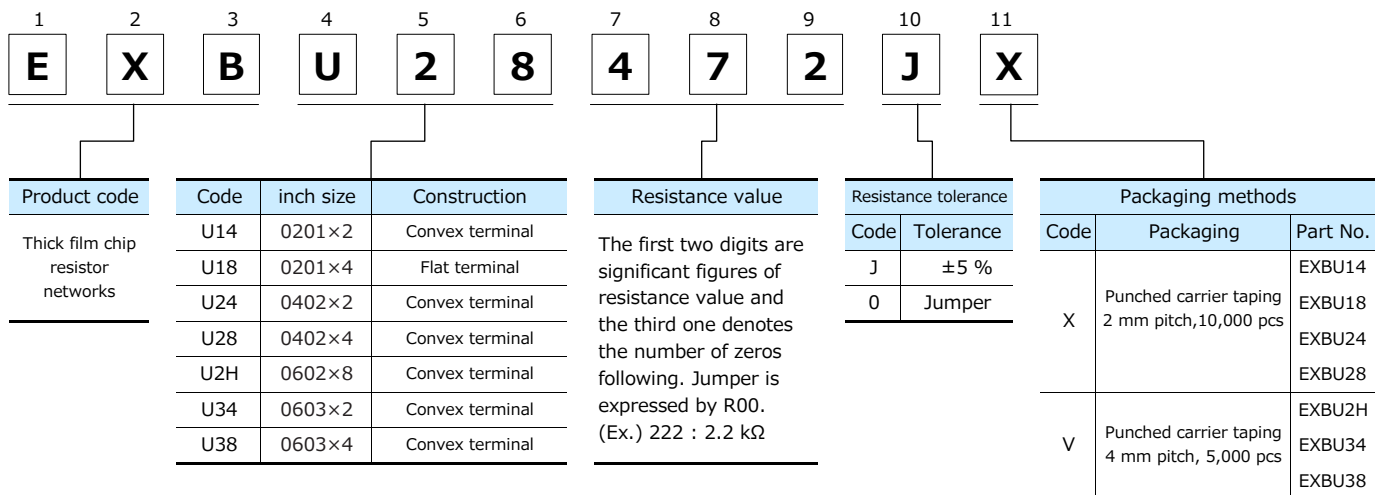 1 2 3 4 5 6 7 8 9 10 11
E X B U 2 8 4 7 2 J X
Product code
Thick film chip
resistor
networks
Code inch size Construction
U14 0201×2 Convex terminal
U18 0201×4 Flat terminal
U24 0402×2 Convex terminal
U28 0402×4 Convex terminal
U2H 0602×8 Convex terminal
U34 0603×2 Convex terminal
U38 0603×4 Convex terminal
Resistance value
The first two digits are
significant figures of
resistance value and
the third one denotes
the number of zeros
following. Jumper is
expressed by R00.
(Ex.) 222 : 2.2 kΩ
Resistance tolerance
Code Tolerance
J ±5 %
0 Jumper
Packaging methods
Code Packaging Part No.
X
Punched carrier taping
2 mm pitch,10,000 pcs
EXBU14
EXBU18
EXBU24
EXBU28
V
Punched carrier taping
4 mm pitch, 5,000 pcs
EXBU2H
EXBU34
EXBU38